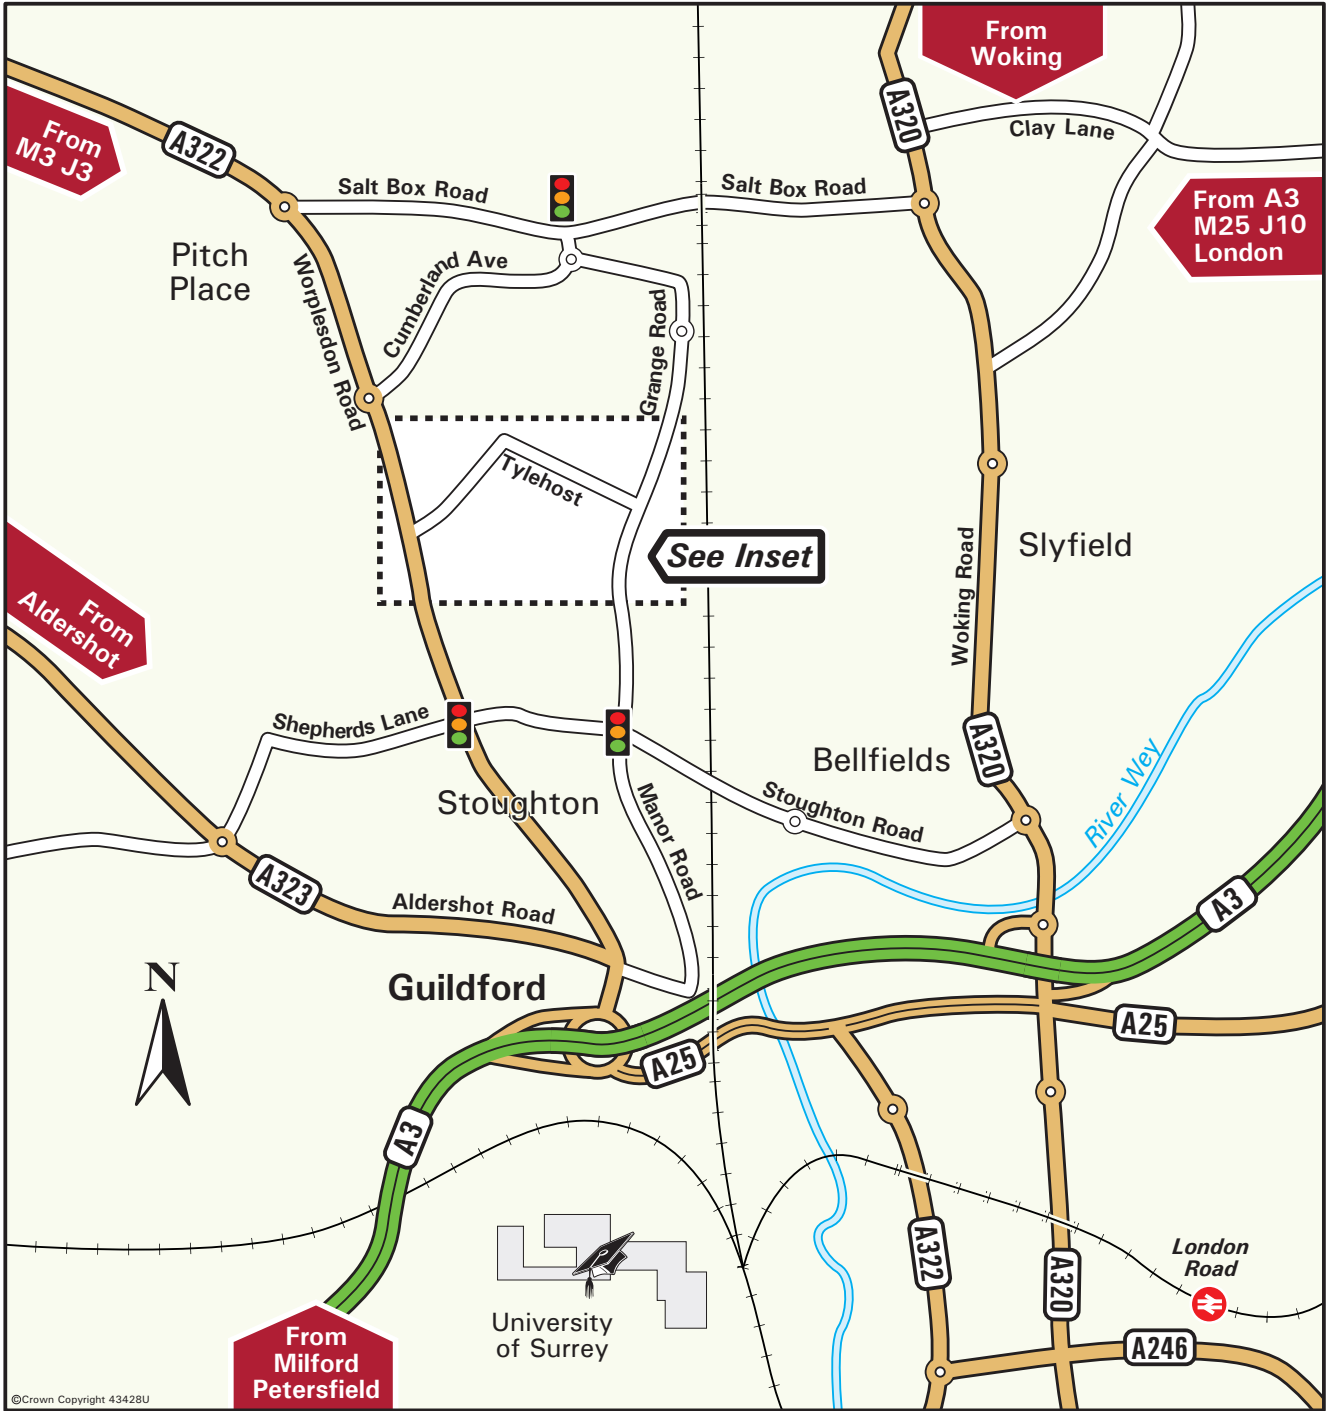 From
Woking
A320
Clay Lane
From
M3 J3
A322
Salt Box Road
Salt Box Road
From A3
M25 J10
London
Pitch
Place
Cumberland Ave
Worplesdon Road
Grange Road
Tylehost
See Inset
Slyfield
Woking Road
From
Aldershot
Shepherds Lane
A320
Bellfields
River Wey
Stoughton
Manor Road
Stoughton Road
A323
Aldershot Road
A3
N
Guildford
A25
A25
A3
A322
A320
London
Road
University
of Surrey
A246
From
Milford
Petersfield
©Crown Copyright 43428U